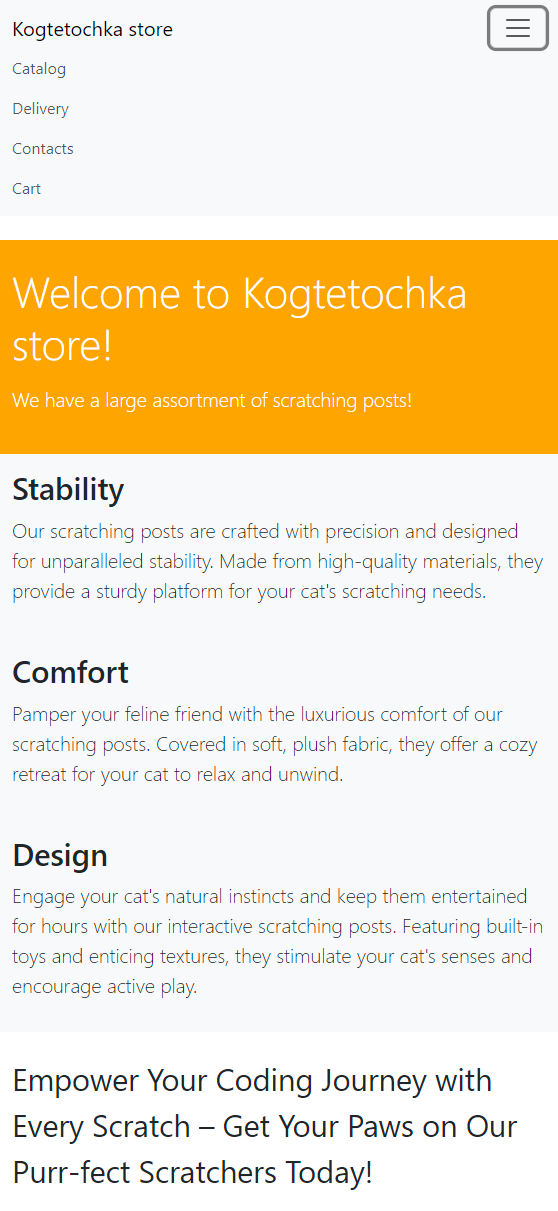 Kogtetochka store
Catalog
Delivery
Contacts
Cart
Welcome to Kogtetochka
store!
We have a large assortment of scratching posts!
Stability
Our scratching posts are crafted with precision and designed
for unparalleled stability. Made from high-quality materials, they
provide a sturdy platform for your cat's scratching needs.
Comfort
Pamper your feline friend with the luxurious comfort of our
scratching posts. Covered in soft, plush fabric, they offer a cozy
retreat for your cat to relax and unwind.
Design
Engage your cat's natural instincts and keep them entertained
for hours with our interactive scratching posts. Featuring built-in
toys and enticing textures, they stimulate your cat's senses and
encourage active play.
Empower Your Coding Journey with
Every Scratch – Get Your Paws on Our
Purr-fect Scratchers Today!